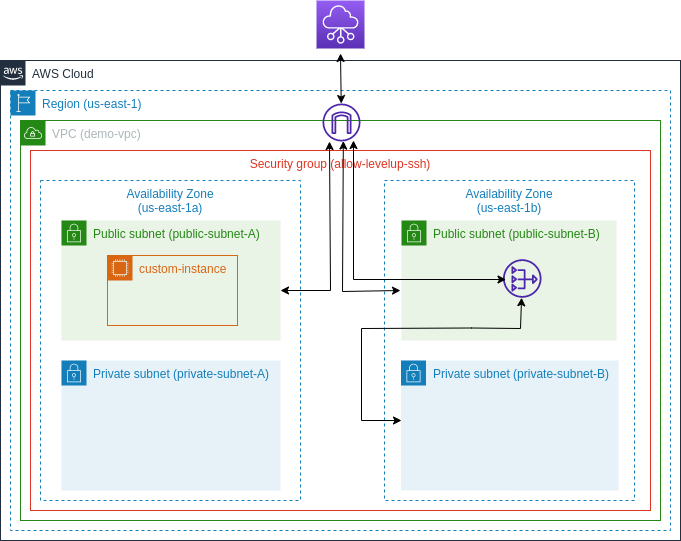 aws
AWS Cloud
Region (us-east-1)
VPC (demo-vpc)
Security group (allow-levelup-ssh)
Availability Zone
(us-east-1a)
Availability Zone
(us-east-1b)
Public subnet (public-subnet-A)
Public subnet (public-subnet-B)
custom-instance
Private subnet (private-subnet-A)
Private subnet (private-subnet-B)